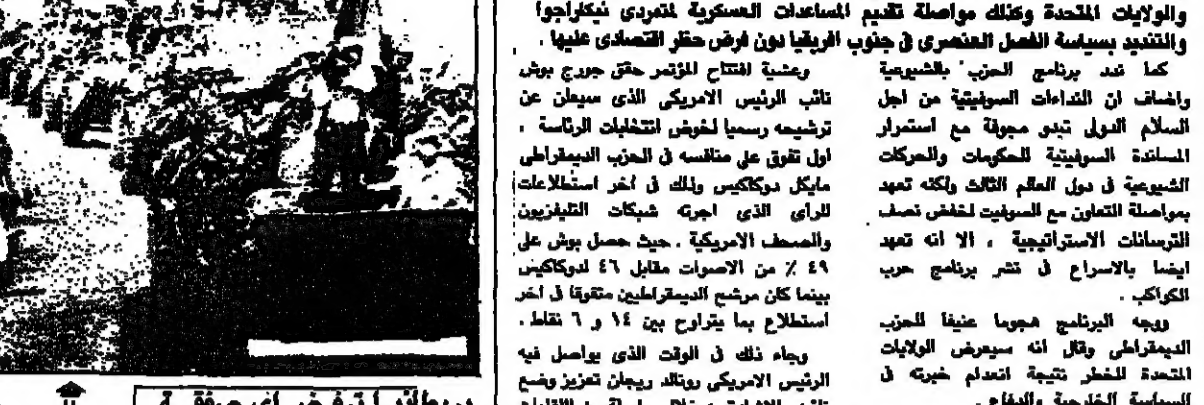 والولايات المتحدة وكذلك مواصلة تقديم المساعدات العسكرية لمتمردى نيكاراجوا
والتنديد بسياسة الفصل العنصرى فى جنوب افريقيا دون فرض حظر اقتصادى عليها .
كما ندد برنامج الحزب بالشيوعية
واضاف ان النداءات السوفيتية من اجل
السلام الدولى تبدو مجوفة مع استمرار
المساندة السوفيتية للحكومات والحركات
الشيوعية فى دول العالم الثالث ولكنه تعهد
بمواصلة التعاون مع السوفيت لخفض نصف
الترسانات الاستراتيجية ، الا انه تعهد
ايضا بالاسراع فى نشر برنامج حرب
الكواكب .
ووجه البرنامج هجوما عنيفا للحزب
الديمقراطى وقال انه سيعرض الولايات
المتحدة للخطر نتيجة انعدام خبرته فى
السياسة الخارجية والدفاع .
وعشية افتتاح المؤتمر حقق جورج بوش
نائب الرئيس الامريكى الذى سيعلن عن
ترشيحه رسميا لخوض انتخابات الرئاسة .
اول تفوق على منافسه فى الحزب الديمقراطى
مايكل دوكاكيس وذلك فى اخر استطلاعات
للراى الذى اجرته شبكات التليفزيون
والصحف الامريكية . حيث حصل بوش على
٤٩ ٪ من الاصوات مقابل ٤٦ لدوكاكيس
بينما كان مرشح الديمقراطيين متفوقا فى اخر
استطلاع بما يتراوح بين ١٤ و ٦ نقاط .
وجاء ذلك فى الوقت الذى يواصل فيه
الرئيس الامريكى رونالد ريجان تعزيز وضع